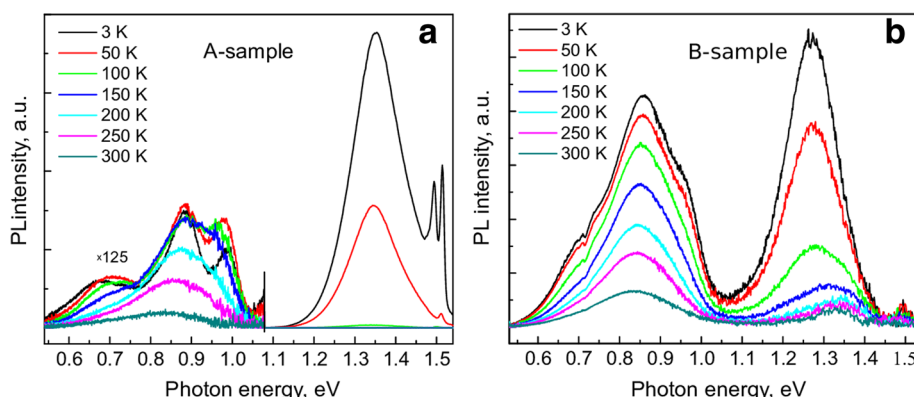 a
A-sample
3 K
50 K
100 K
150 K
200 K
250 K
300 K
PL intensity, a.u.
×125
0.6 0.7 0.8 0.9 1.0 1.1 1.2 1.3 1.4 1.5
Photon energy, eV
b
B-sample
3 K
50 K
100 K
150 K
200 K
250 K
300 K
PL intensity, a.u.
0.6 0.7 0.8 0.9 1.0 1.1 1.2 1.3 1.4 1.5
Photon energy, eV